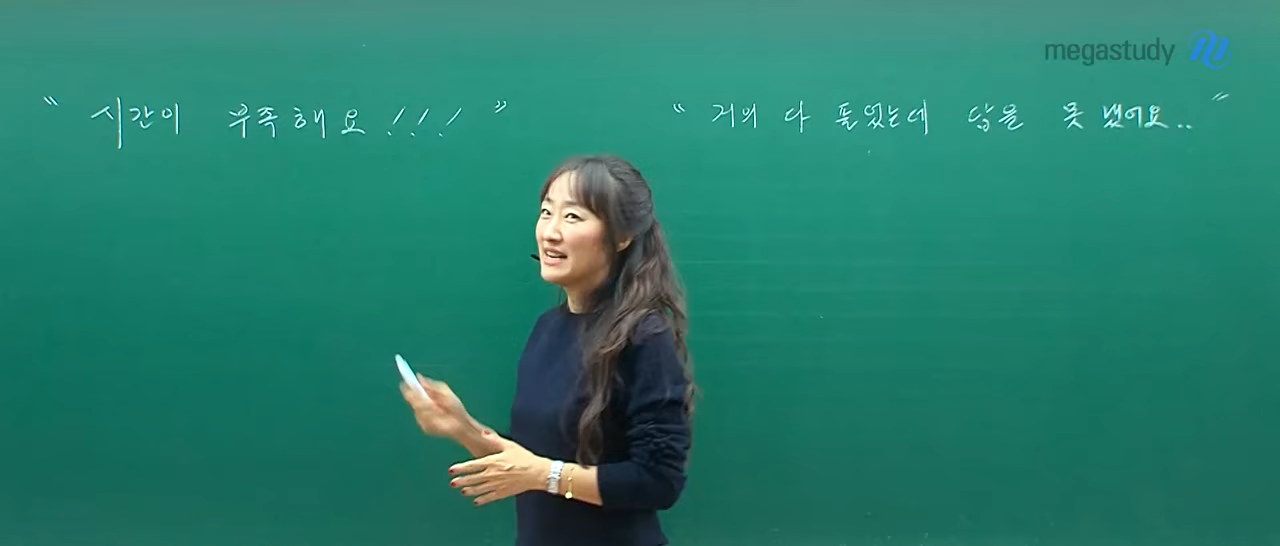 megastudy
“ 시간이 부족해요!!! ”
“ 거의 다 풀었는데 답을 못 냈어요.. ”